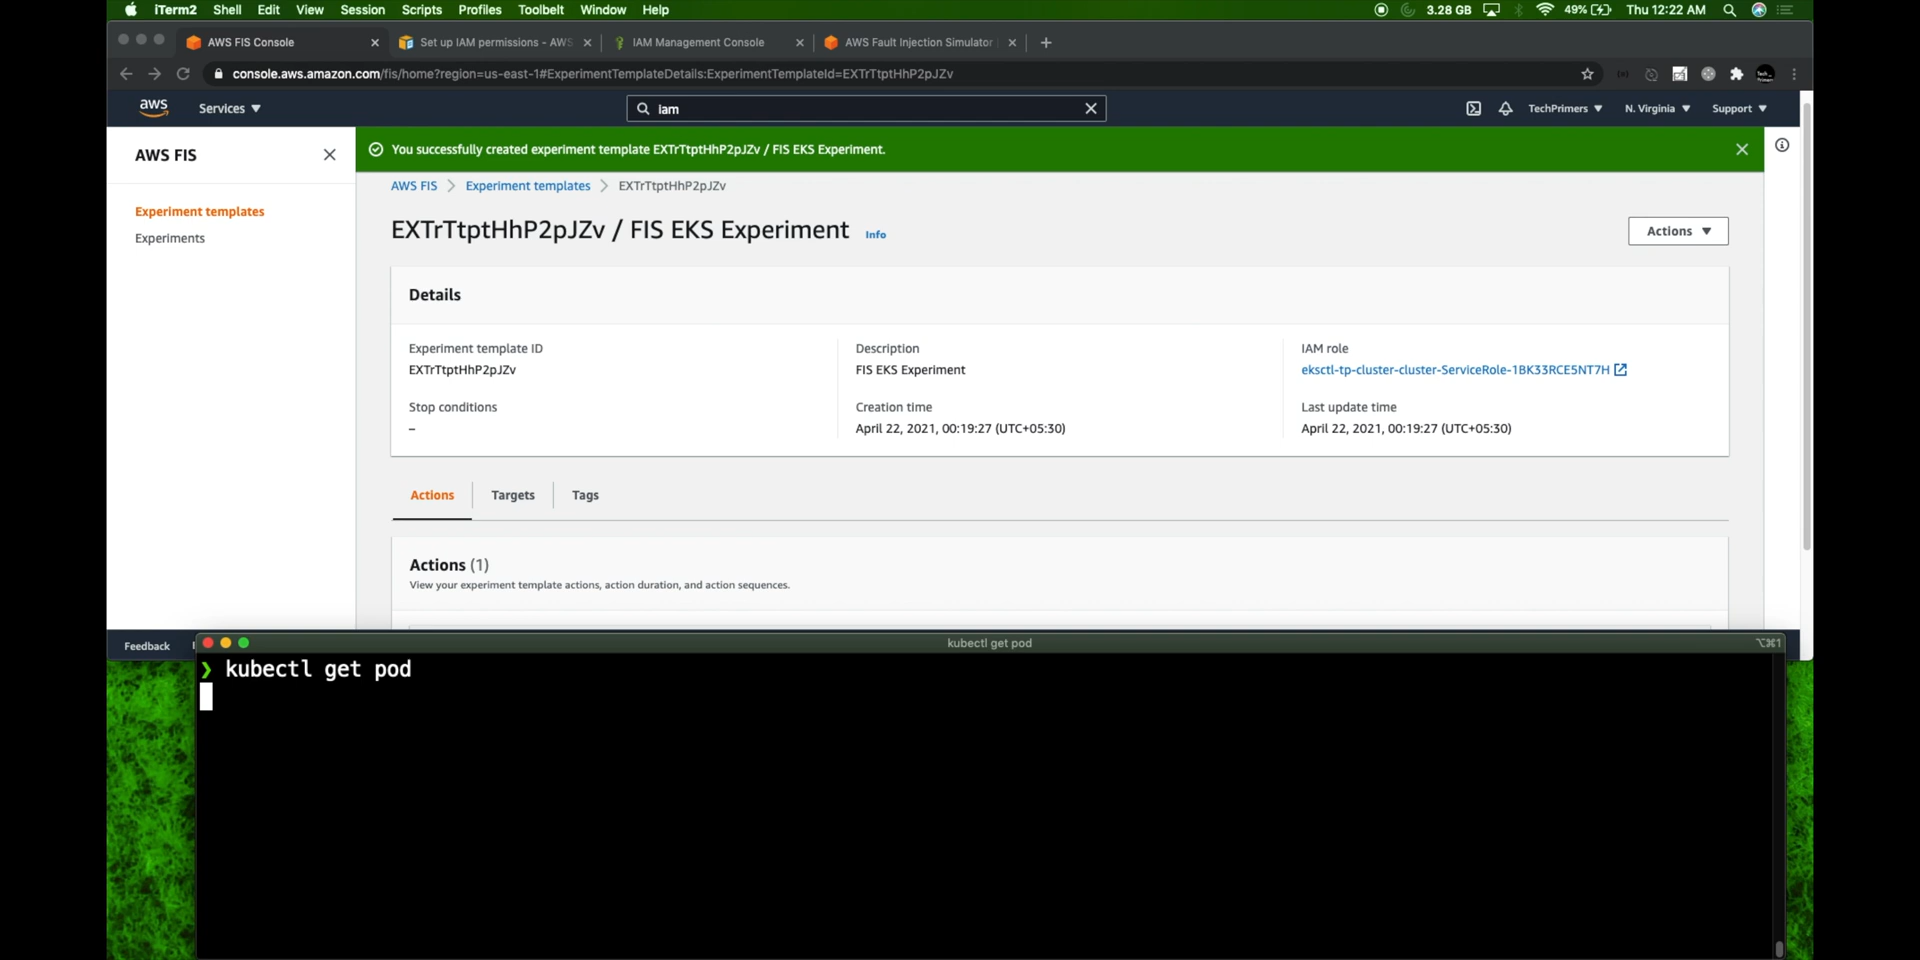 iTerm2 Shell Edit View Session Scripts Profiles Toolbelt Window Help 3.28 GB 49% Thu 12:22 AM
AWS FIS Console Set up IAM permissions - AWS IAM Management Console AWS Fault Injection Simulator
console.aws.amazon.com/fis/home?region=us-east-1#ExperimentTemplateDetails:ExperimentTemplateId=EXTrTtptHhP2pJZv
aws Services iam TechPrimers N. Virginia Support
AWS FIS
Experiment templates
Experiments
You successfully created experiment template EXTrTtptHhP2pJZv / FIS EKS Experiment.
AWS FIS Experiment templates EXTrTtptHhP2pJZv
EXTrTtptHhP2pJZv / FIS EKS Experiment Info
Actions
Details
Experiment template ID
EXTrTtptHhP2pJZv
Description
FIS EKS Experiment
IAM role
eksctl-tp-cluster-cluster-ServiceRole-1BK33RCE5NT7H
Stop conditions
–
Creation time
April 22, 2021, 00:19:27 (UTC+05:30)
Last update time
April 22, 2021, 00:19:27 (UTC+05:30)
Actions Targets Tags
Actions (1)
View your experiment template actions, action duration, and action sequences.
Feedback
kubectl get pod ⌥⌘1
❯ kubectl get pod